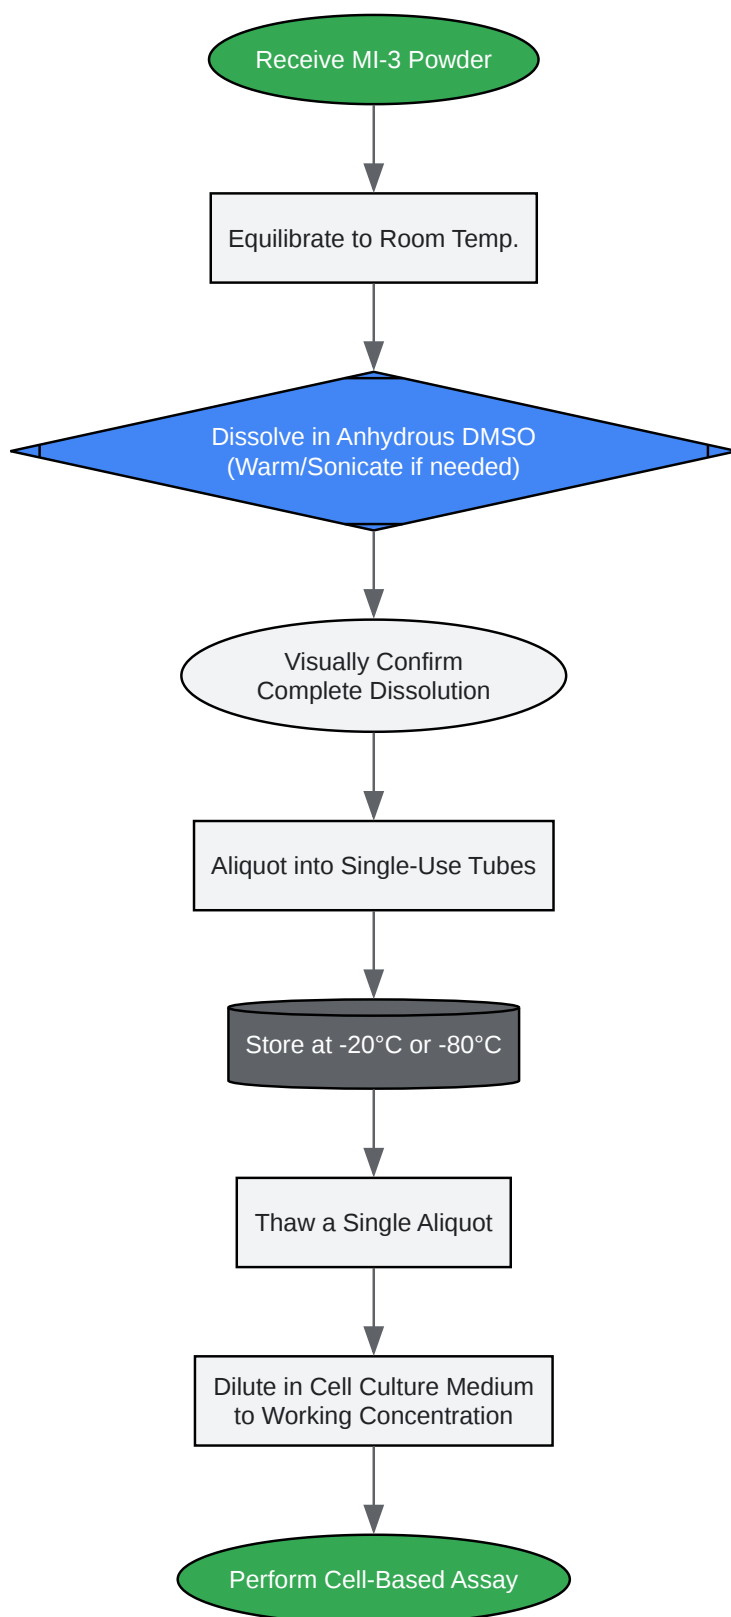 Receive MI-3 Powder
Equilibrate to Room Temp.
Dissolve in Anhydrous DMSO
(Warm/Sonicate if needed)
Visually Confirm
Complete Dissolution
Aliquot into Single-Use Tubes
Store at -20°C or -80°C
Thaw a Single Aliquot
Dilute in Cell Culture Medium
to Working Concentration
Perform Cell-Based Assay